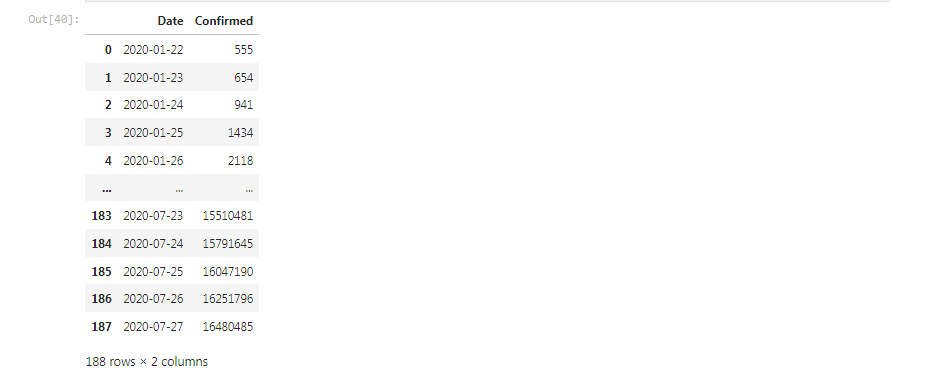 Out[40]:
Date Confirmed
0 2020-01-22 555
1 2020-01-23 654
2 2020-01-24 941
3 2020-01-25 1434
4 2020-01-26 2118
... ... ...
183 2020-07-23 15510481
184 2020-07-24 15791645
185 2020-07-25 16047190
186 2020-07-26 16251796
187 2020-07-27 16480485
188 rows × 2 columns